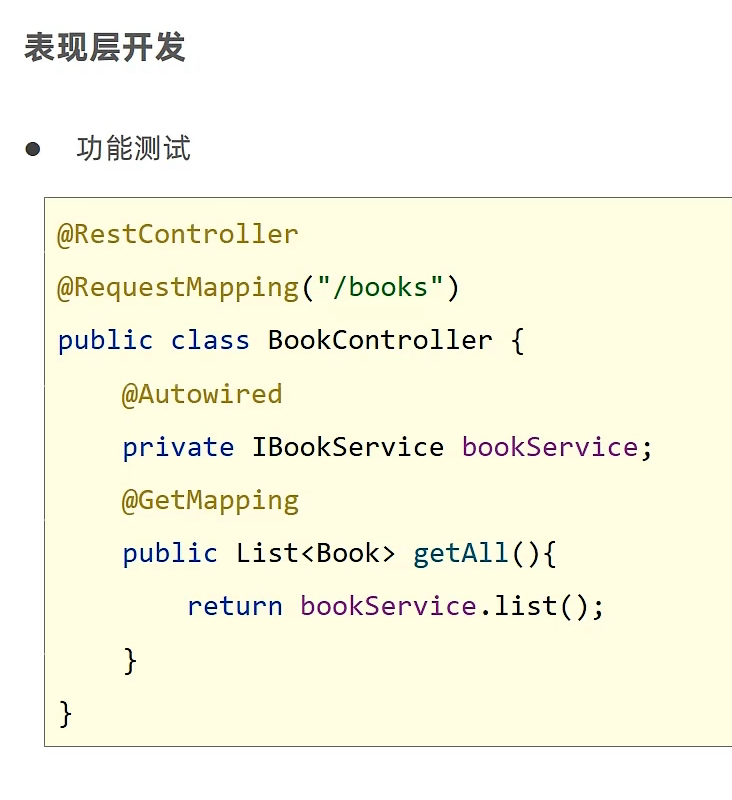 表现层开发
● 功能测试
@RestController
@RequestMapping("/books")
public class BookController {
    @Autowired
    private IBookService bookService;
    @GetMapping
    public List<Book> getAll(){
        return bookService.list();
    }
}